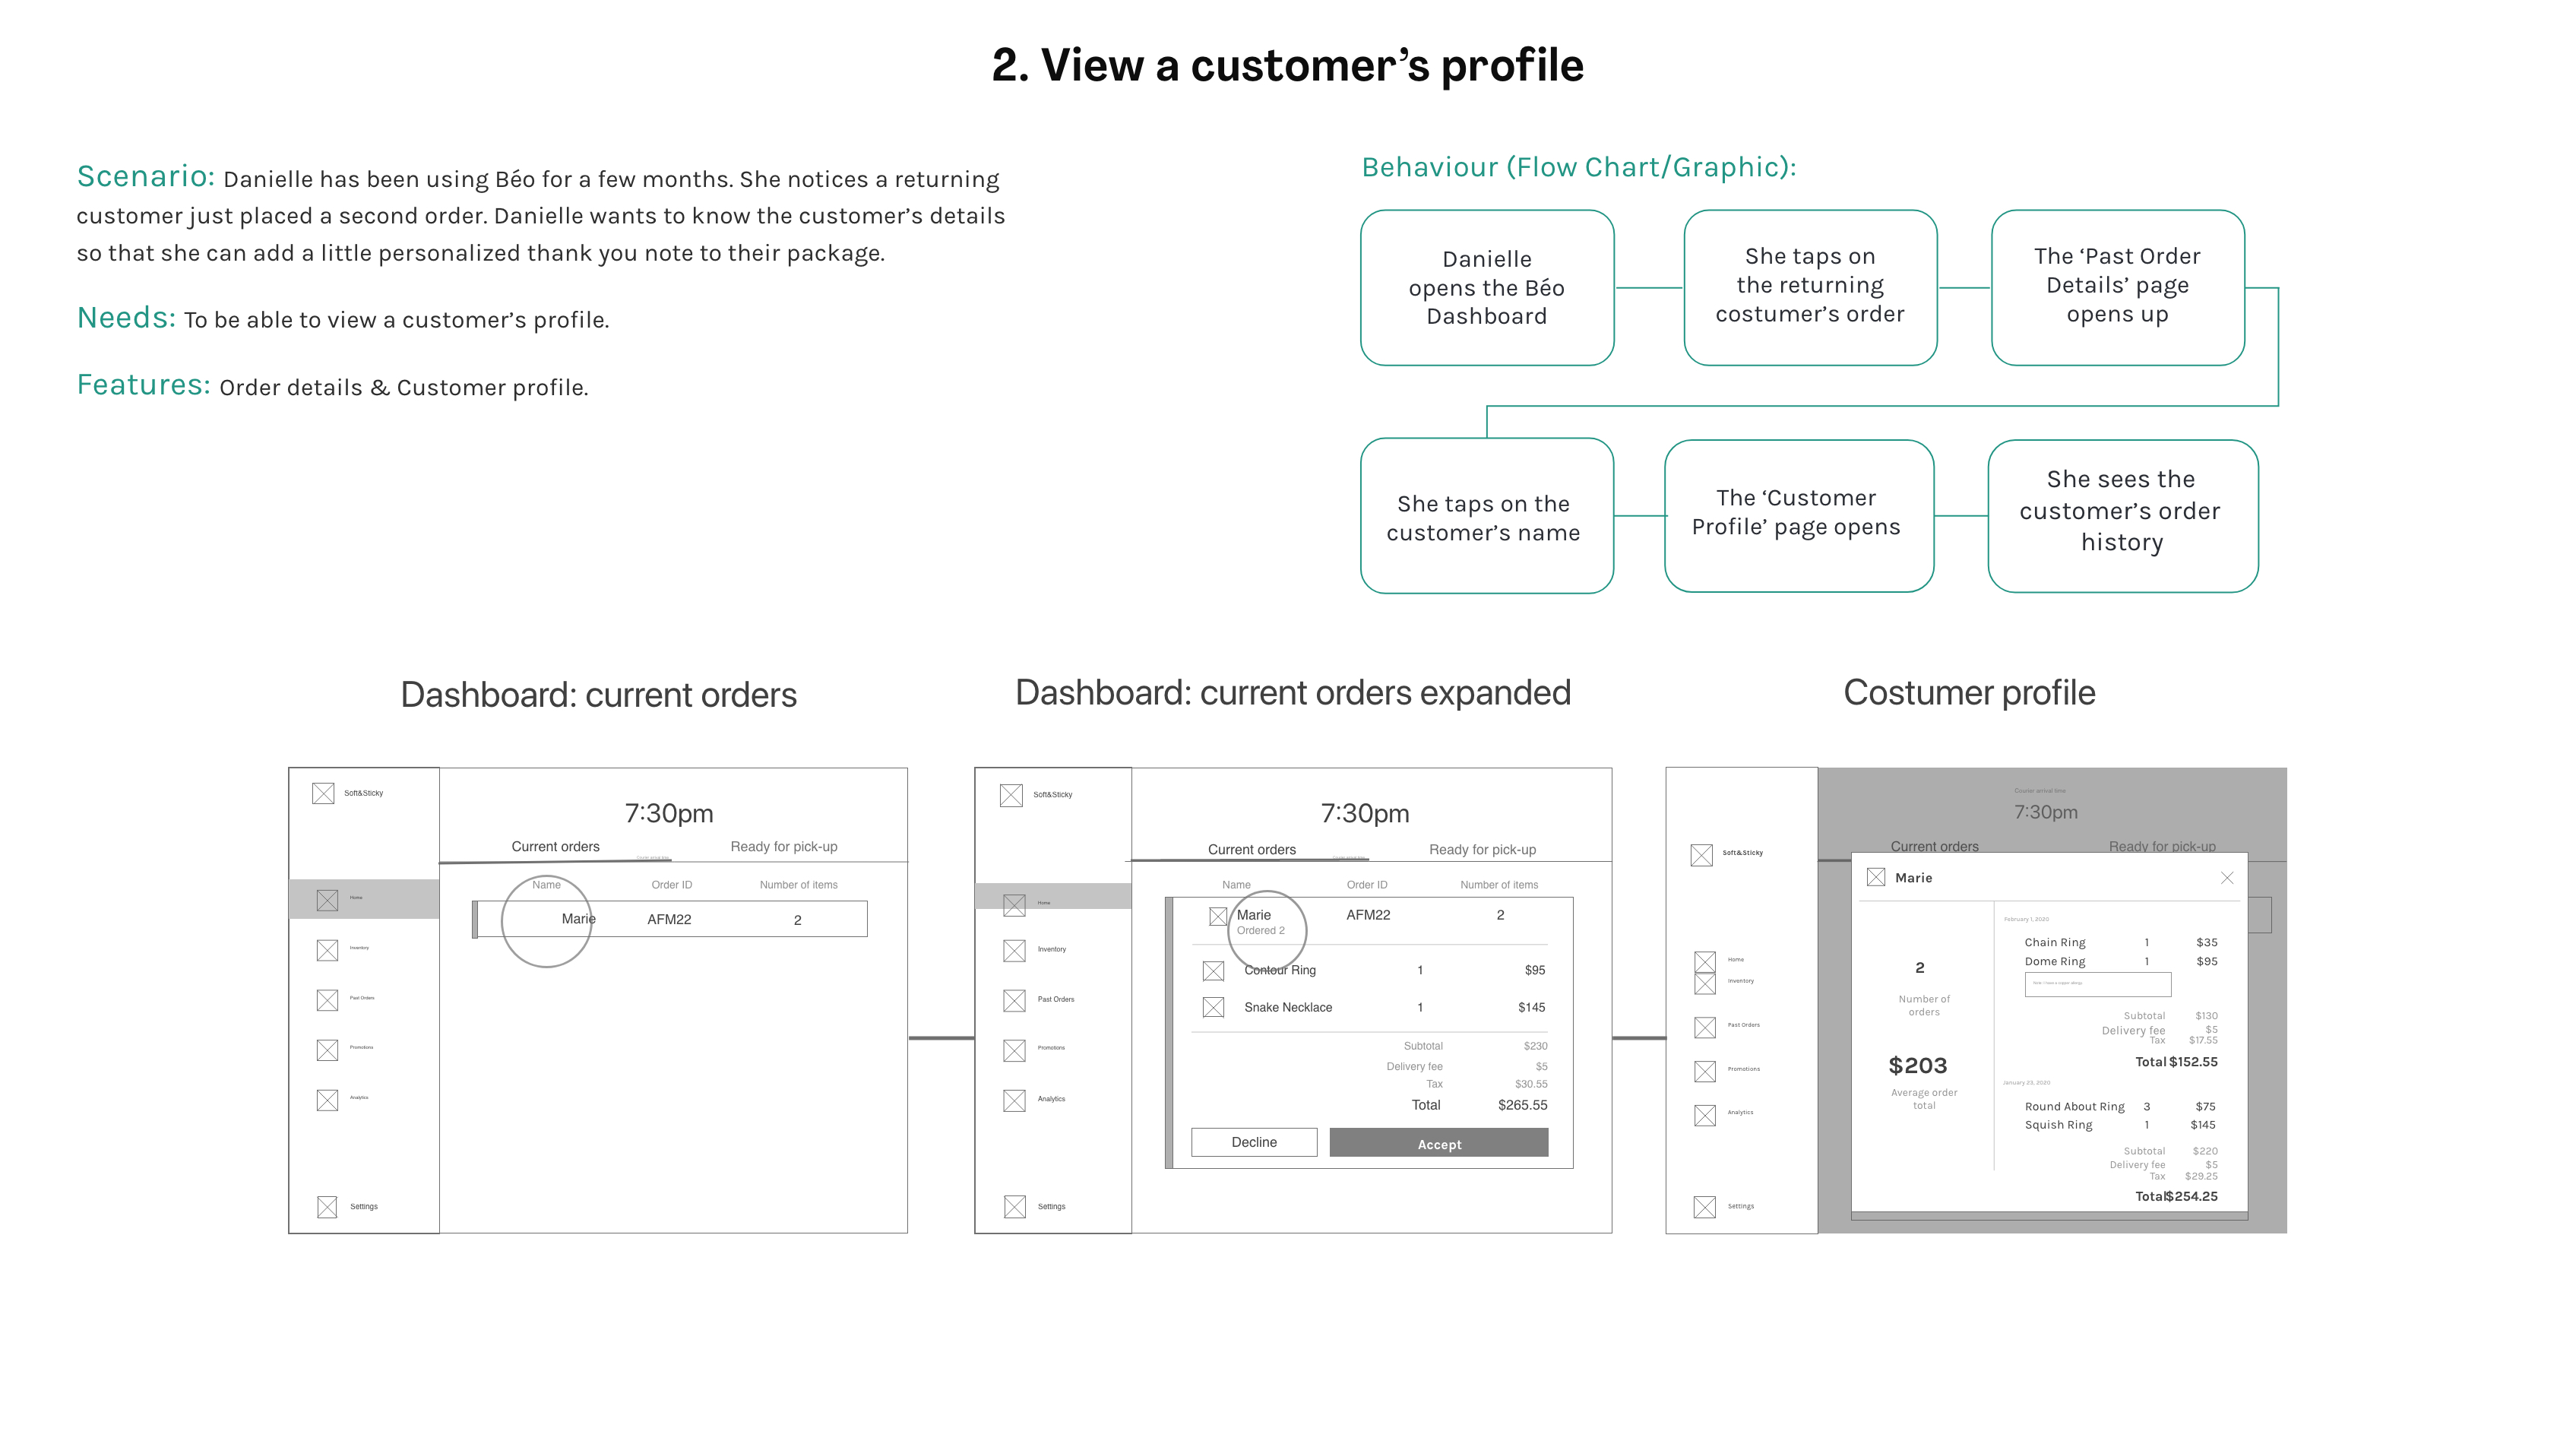 2. View a customer’s profile
Scenario: Danielle has been using Béo for a few months. She notices a returning
customer just placed a second order. Danielle wants to know the customer’s details
so that she can add a little personalized thank you note to their package.
Needs: To be able to view a customer’s profile.
Features: Order details & Customer profile.
Behaviour (Flow Chart/Graphic):
Danielle
opens the Béo
Dashboard
She taps on
the returning
costumer’s order
The ‘Past Order
Details’ page
opens up
She taps on the
customer’s name
The ‘Customer
Profile’ page opens
She sees the
customer’s order
history
Dashboard: current orders
Soft&Sticky
Home
Inventory
Past Orders
Promotions
Analytics
Settings
7:30pm
Current orders Ready for pick-up
Name Order ID Number of items
Marie AFM22 2
Dashboard: current orders expanded
Soft&Sticky
Home
Inventory
Past Orders
Promotions
Analytics
Settings
7:30pm
Current orders Ready for pick-up
Name Order ID Number of items
Marie AFM22 2
Ordered 2
Contour Ring 1 $95
Snake Necklace 1 $145
Subtotal $230
Delivery fee $5
Tax $30.55
Total $265.55
Decline Accept
Costumer profile
Soft&Sticky
Home
Inventory
Past Orders
Promotions
Analytics
Settings
Courier arrival time
7:30pm
Current orders Ready for pick-up
Marie
2
Number of
orders
$203
Average order
total
February 1, 2020
Chain Ring 1 $35
Dome Ring 1 $95
Subtotal $130
Delivery fee $5
Tax $17.55
Total $152.55
January 23, 2020
Round About Ring 3 $75
Squish Ring 1 $145
Subtotal $220
Delivery fee $5
Tax $29.25
Total $254.25